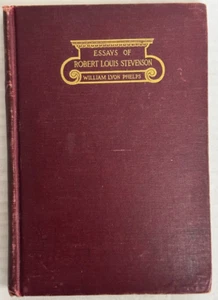 ESSAYS OF
ROBERT LOUIS STEVENSON
WILLIAM LYON PHELPS